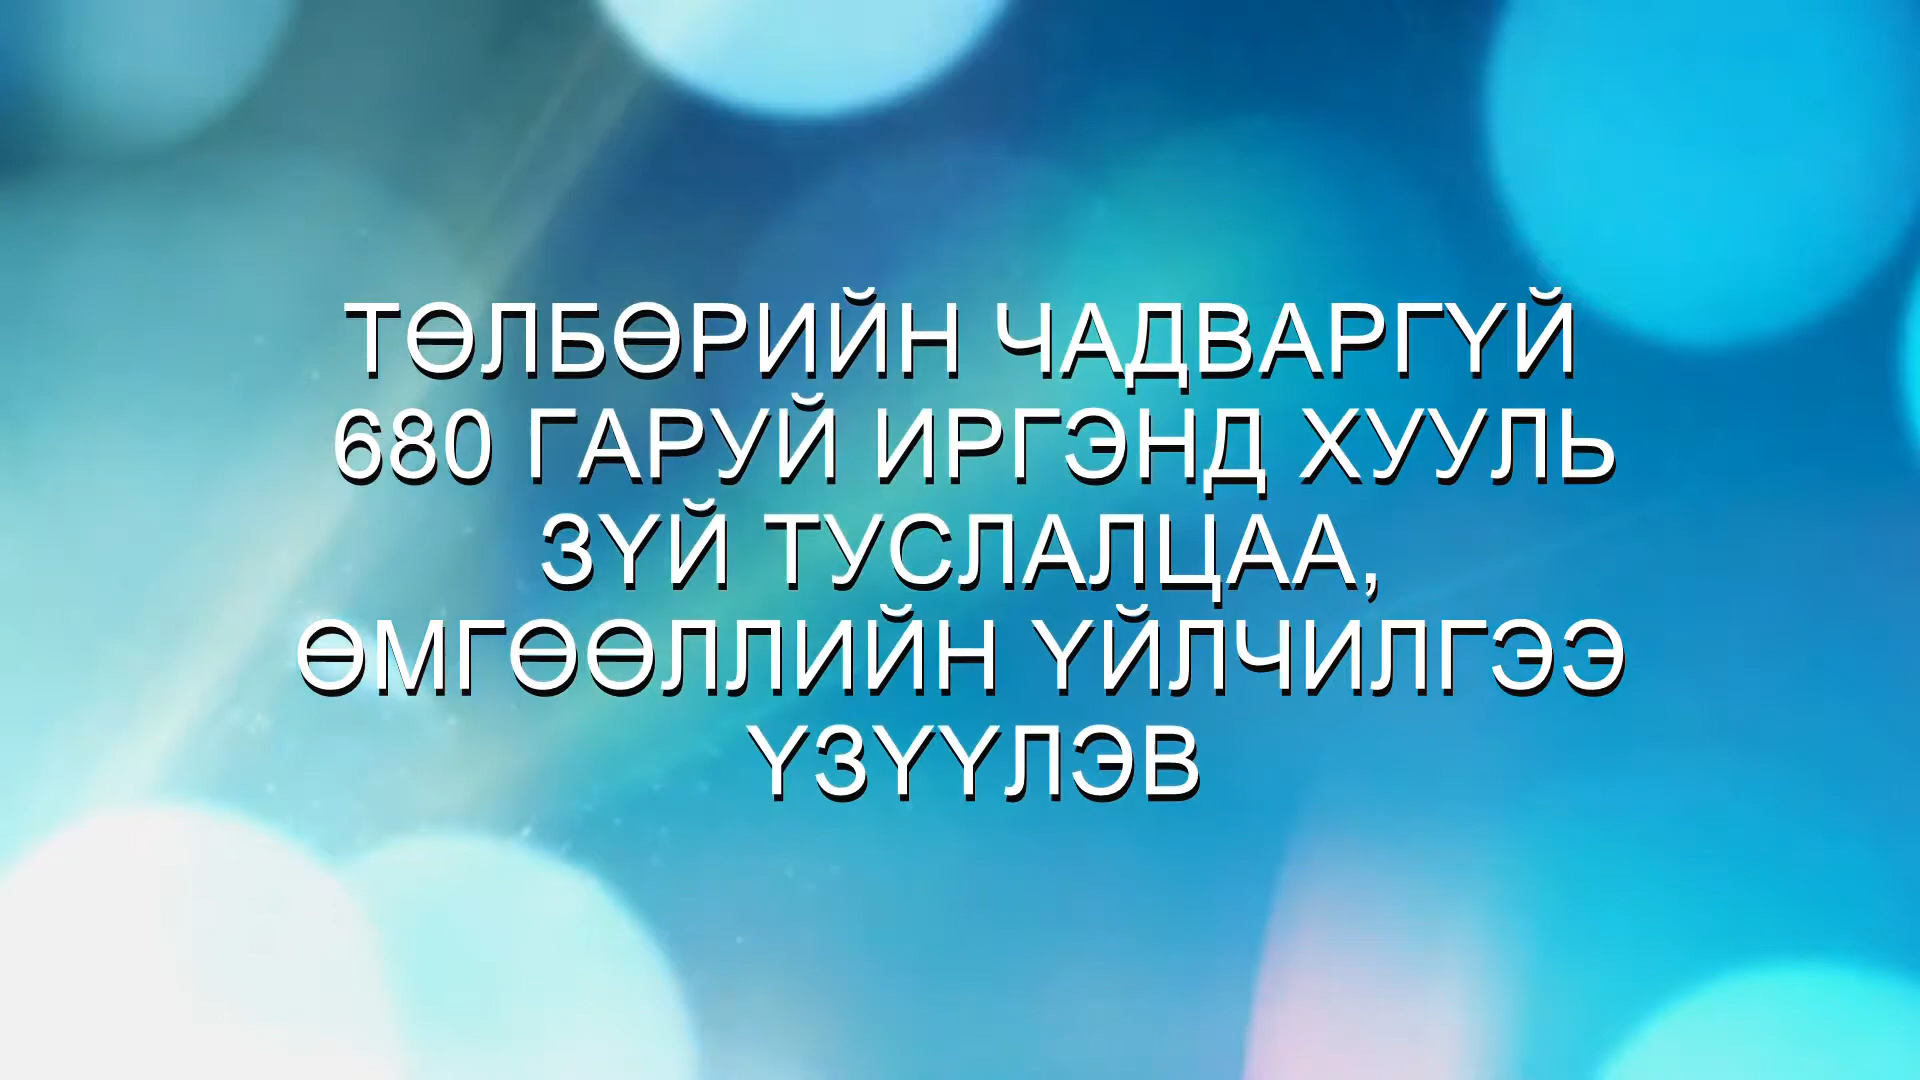 ТӨЛБӨРИЙН ЧАДВАРГҮЙ
680 ГАРУЙ ИРГЭНД ХУУЛЬ
ЗҮЙ ТУСЛАЛЦАА,
ӨМГӨӨЛЛИЙН ҮЙЛЧИЛГЭЭ
ҮЗҮҮЛЭВ